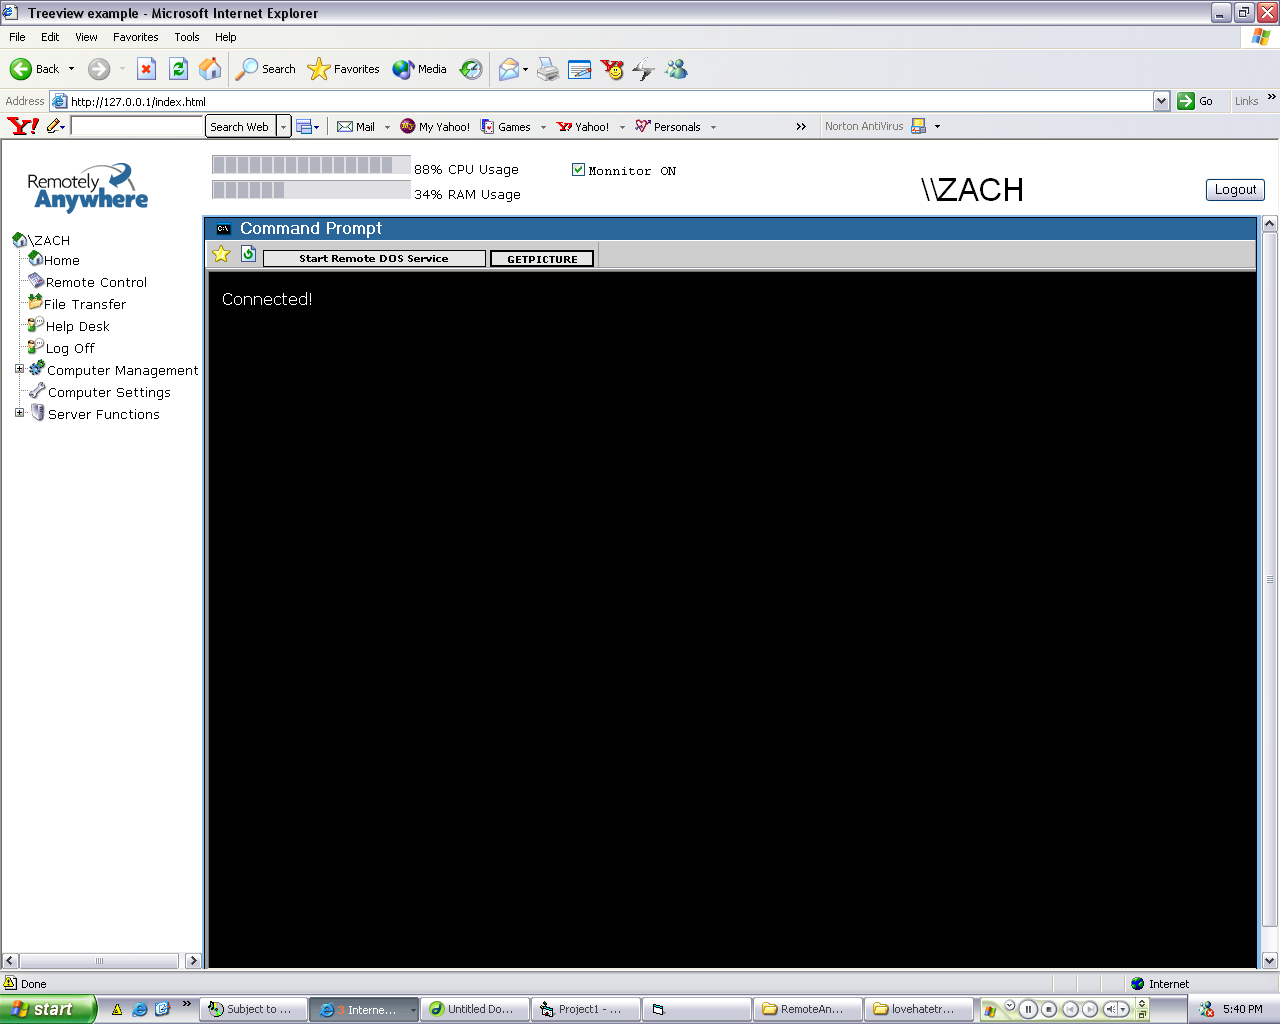 Treeview example - Microsoft Internet Explorer
File Edit View Favorites Tools Help
Back Search Favorites Media
Address http://127.0.0.1/index.html Go Links »
Y! Search Web Mail My Yahoo! Games Yahoo! Personals » Norton AntiVirus
Remotely
Anywhere
88% CPU Usage
34% RAM Usage
Monnitor ON
\\ZACH
Logout
\ZACH
Home
Remote Control
File Transfer
Help Desk
Log Off
Computer Management
Computer Settings
Server Functions
C:\ Command Prompt
Start Remote DOS Service GETPICTURE
Connected!
Done Internet
start » Subject to ... 3 Interne... Untitled Do... Project1 - ... RemoteAn... lovehatetr... 5:40 PM